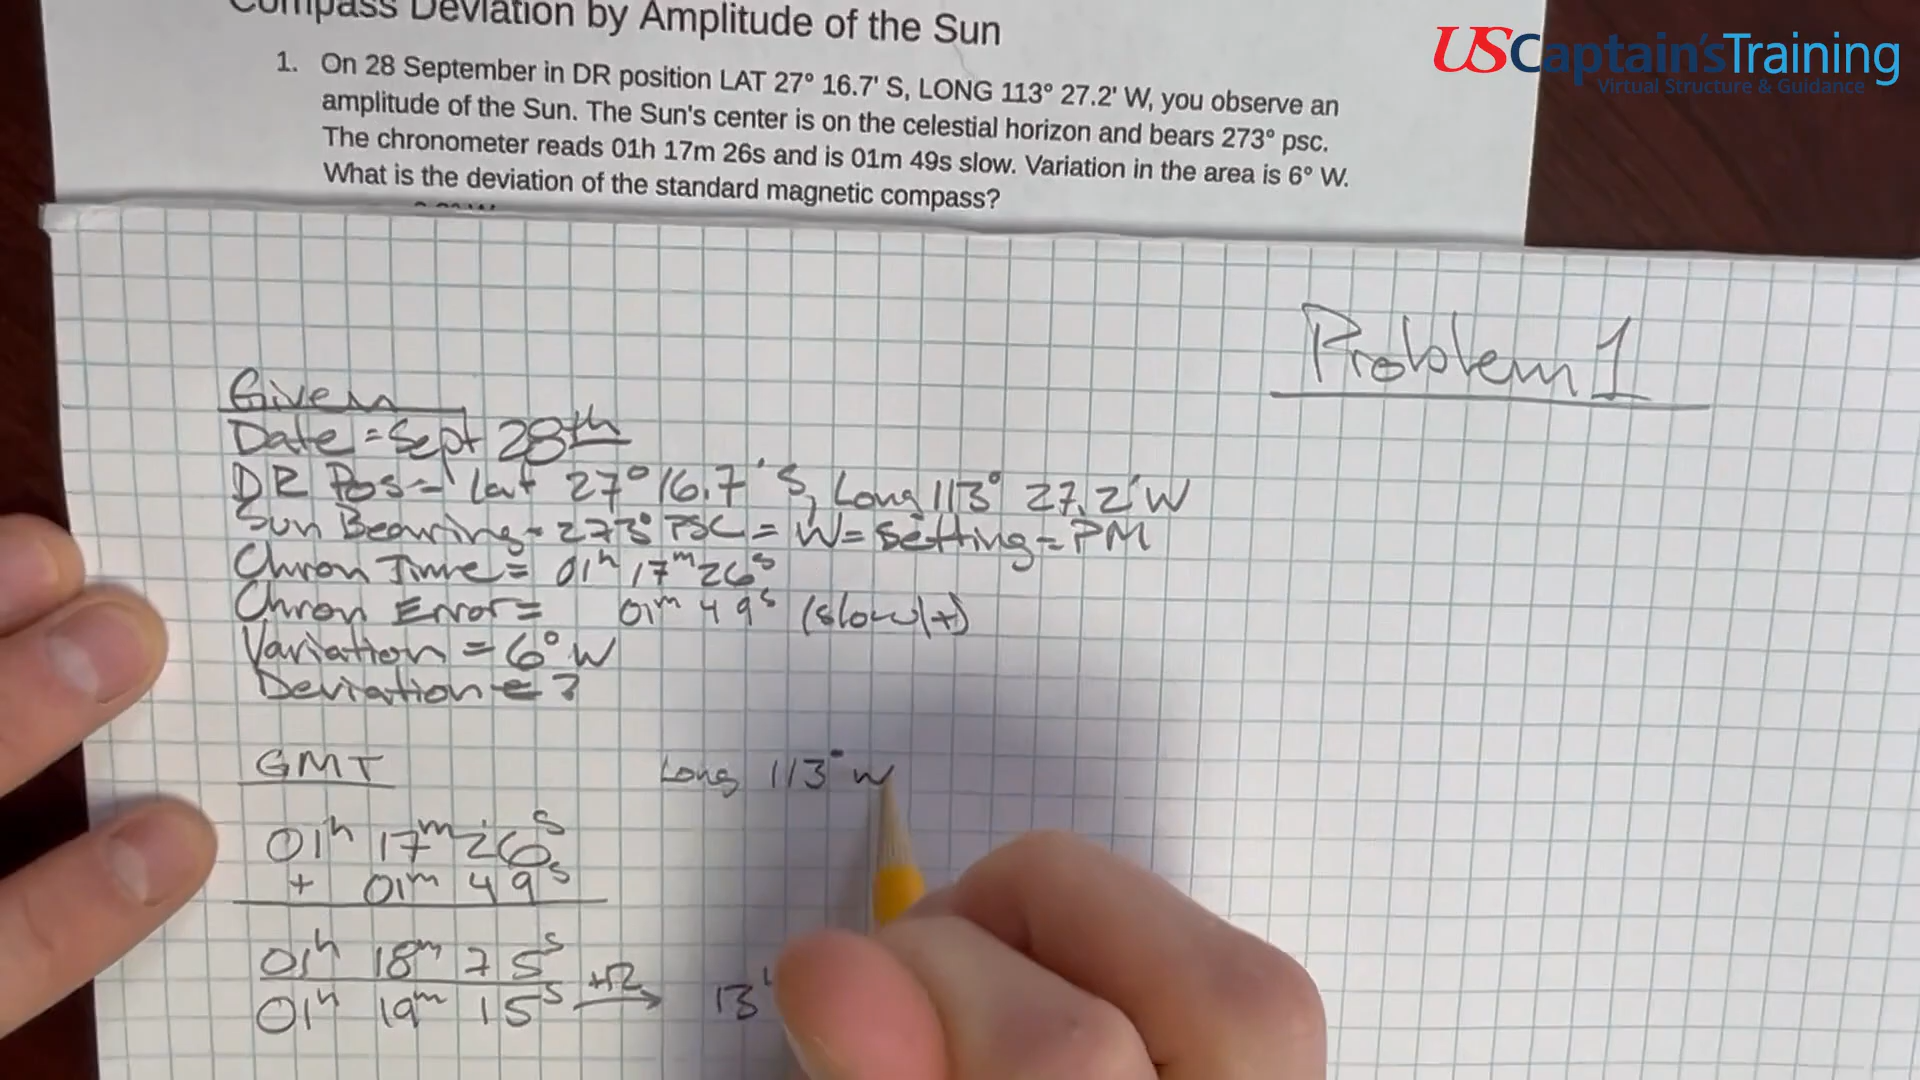 Compass Deviation by Amplitude of the Sun
USCaptain'sTraining
Virtual Structure & Guidance
1. On 28 September in DR position LAT 27° 16.7' S, LONG 113° 27.2' W, you observe an
amplitude of the Sun. The Sun's center is on the celestial horizon and bears 273° psc.
The chronometer reads 01h 17m 26s and is 01m 49s slow. Variation in the area is 6° W.
What is the deviation of the standard magnetic compass?
Problem 1
Given
Date = Sept 28th
DR Pos = Lat 27° 16.7' S, Long 113° 27.2' W
Sun Bearing = 273° PSC = W = Setting = PM
Chron Time = 01h 17m 26s
Chron Error = 01m 49s (slow/+)
Variation = 6° W
Deviation = ?
GMT Long 113° W
01h 17m 26s
+ 01m 49s
01h 18m 75s
01h 19m 15s +12 13